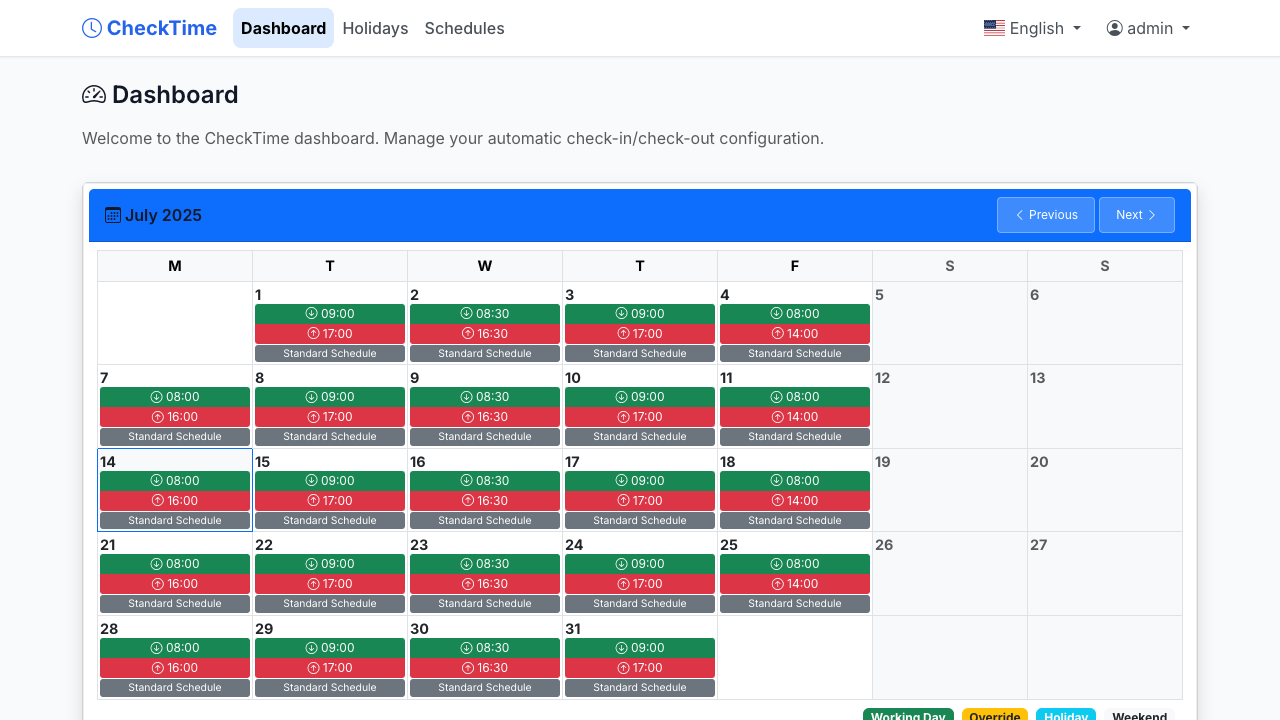 CheckTime Dashboard Holidays Schedules English admin
Dashboard
Welcome to the CheckTime dashboard. Manage your automatic check-in/check-out configuration.
July 2025 Previous Next
M T W T F S S
1 2 3 4 5 6
09:00 08:30 09:00 08:00
17:00 16:30 17:00 14:00
Standard Schedule Standard Schedule Standard Schedule Standard Schedule
7 8 9 10 11 12 13
08:00 09:00 08:30 09:00 08:00
16:00 17:00 16:30 17:00 14:00
Standard Schedule Standard Schedule Standard Schedule Standard Schedule Standard Schedule
14 15 16 17 18 19 20
08:00 09:00 08:30 09:00 08:00
16:00 17:00 16:30 17:00 14:00
Standard Schedule Standard Schedule Standard Schedule Standard Schedule Standard Schedule
21 22 23 24 25 26 27
08:00 09:00 08:30 09:00 08:00
16:00 17:00 16:30 17:00 14:00
Standard Schedule Standard Schedule Standard Schedule Standard Schedule Standard Schedule
28 29 30 31
08:00 09:00 08:30 09:00
16:00 17:00 16:30 17:00
Standard Schedule Standard Schedule Standard Schedule Standard Schedule
Working Day Override Holiday Weekend